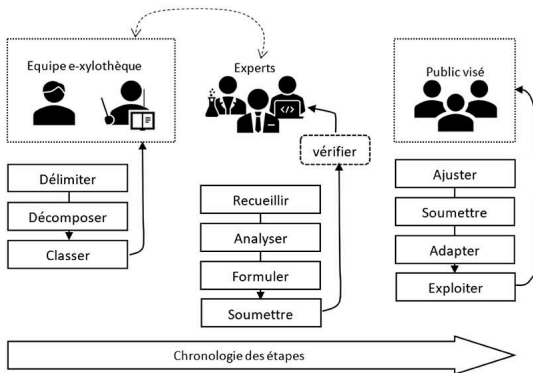 Equipe e-xylothèque
Experts
Public visé
</>
vérifier
Délimiter
Décomposer
Classer
Recueillir
Analyser
Formuler
Soumettre
Ajuster
Soumettre
Adapter
Exploiter
Chronologie des étapes